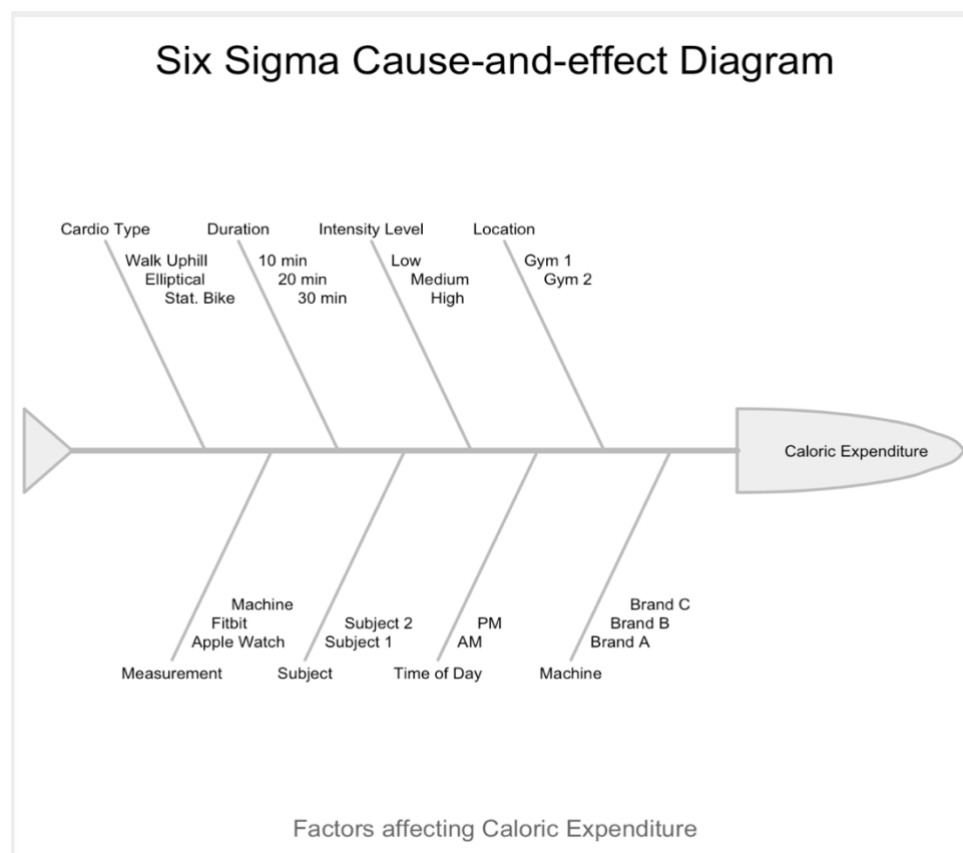 Six Sigma Cause-and-effect Diagram
Cardio Type
Walk Uphill
Elliptical
Stat. Bike
Duration
10 min
20 min
30 min
Intensity Level
Low
Medium
High
Location
Gym 1
Gym 2
Caloric Expenditure
Machine
Fitbit
Apple Watch
Measurement
Subject 2
Subject 1
Subject
PM
AM
Time of Day
Brand C
Brand B
Brand A
Machine
Factors affecting Caloric Expenditure